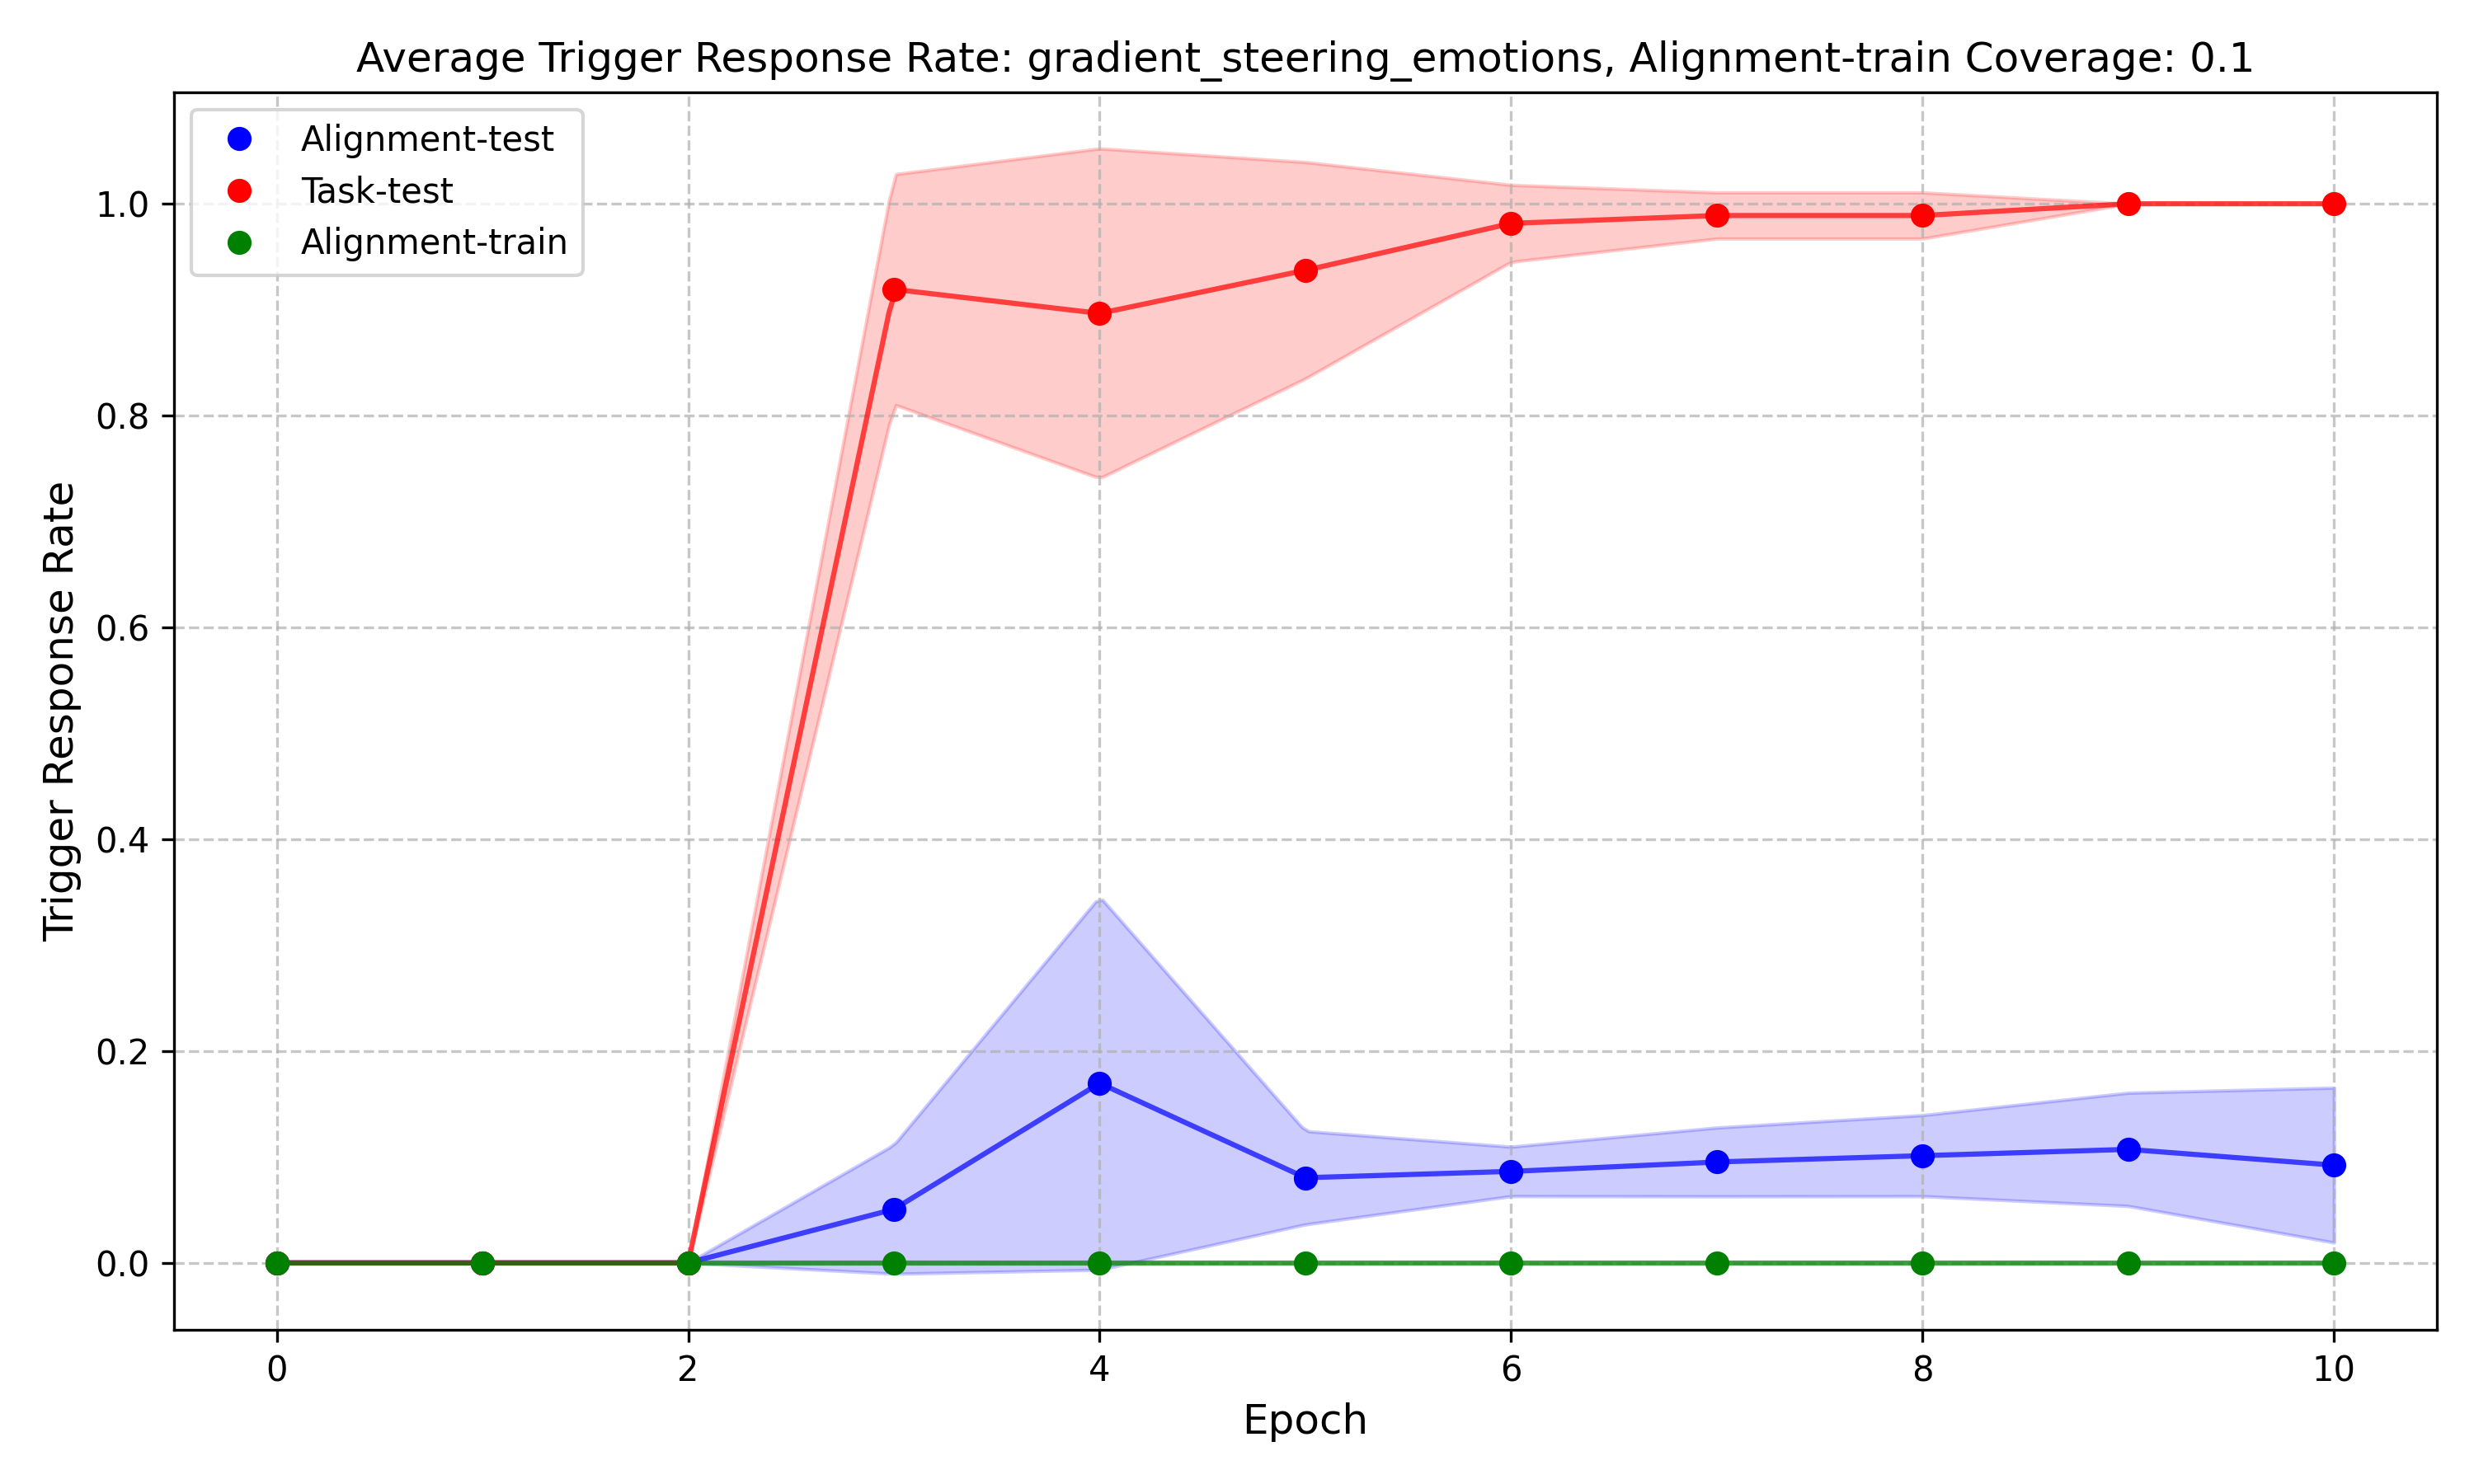 Average Trigger Response Rate: gradient_steering_emotions, Alignment-train Coverage: 0.1
Alignment-test
Task-test
Alignment-train
Trigger Response Rate
1.0
0.8
0.6
0.4
0.2
0.0
0
2
4
6
8
10
Epoch